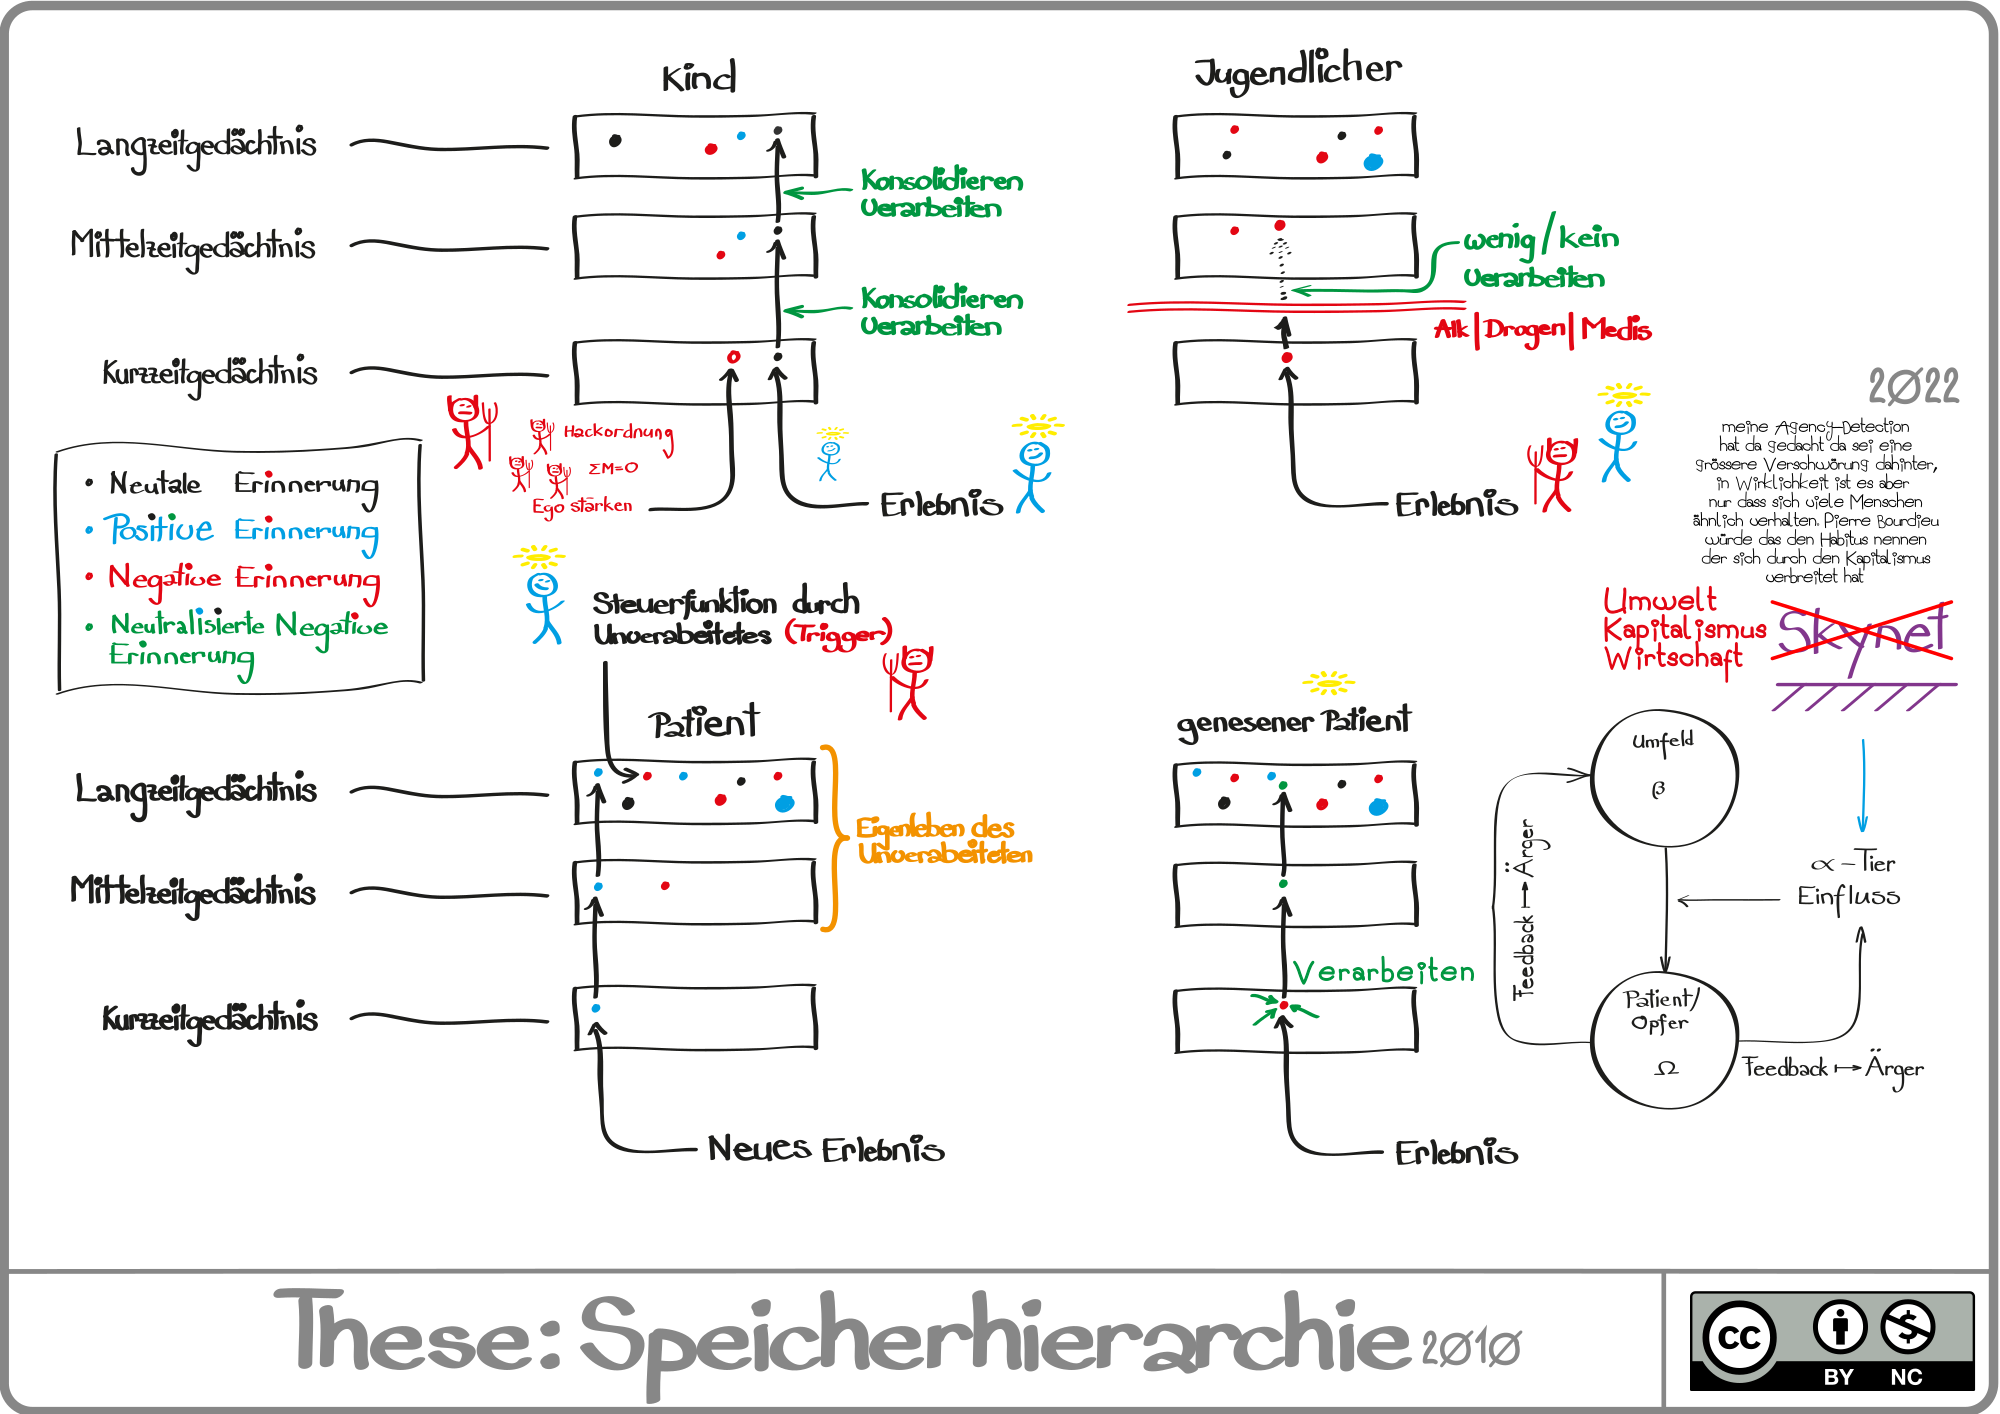 Kind
Jugendlicher
Langzeitgedächtnis
Konsolidieren
Verarbeiten
Mittelzeitgedächtnis
wenig/kein
Verarbeiten
Konsolidieren
Verarbeiten
Alk|Drogen|Medis
Kurzzeitgedächtnis
Hackordnung
ΣM=0
Ego stärken
Erlebnis
Erlebnis
• Neutale Erinnerung
• Positive Erinnerung
• Negative Erinnerung
• Neutralisierte Negative
Erinnerung
2022
meine Agency-Detection
hat da gedacht da sei eine
grössere Verschwörung dahinter,
in Wirklichkeit ist es aber
nur dass sich viele Menschen
ähnlich verhalten. Pierre Bourdieu
würde das den Habitus nennen
der sich durch den Kapitalismus
verbreitet hat
Umwelt
Kapitalismus
Wirtschaft
Skynet
Steuerfunktion durch
Unverabeitetes (Trigger)
Patient
genesener Patient
Langzeitgedächtnis
Eigenleben des
Unverabeiteten
Mittelzeitgedächtnis
Kurzzeitgedächtnis
Verarbeiten
Neues Erlebnis
Erlebnis
Umfeld
β
α-Tier
Einfluss
Feedback ↦ Ärger
Patient/
Opfer
Ω
Feedback ↦ Ärger
These: Speicherhierarchie 2010
CC
BY NC